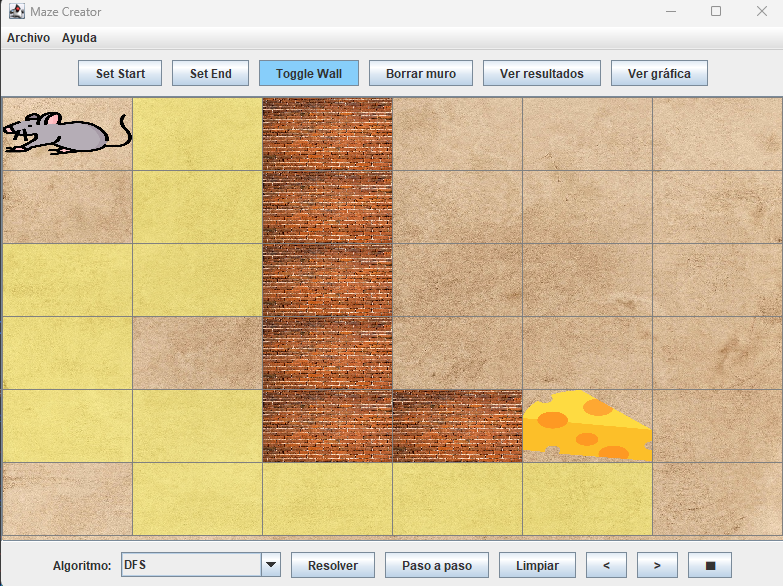 Maze Creator
Archivo Ayuda
Set Start Set End Toggle Wall Borrar muro Ver resultados Ver gráfica
Algoritmo: DFS Resolver Paso a paso Limpiar < >